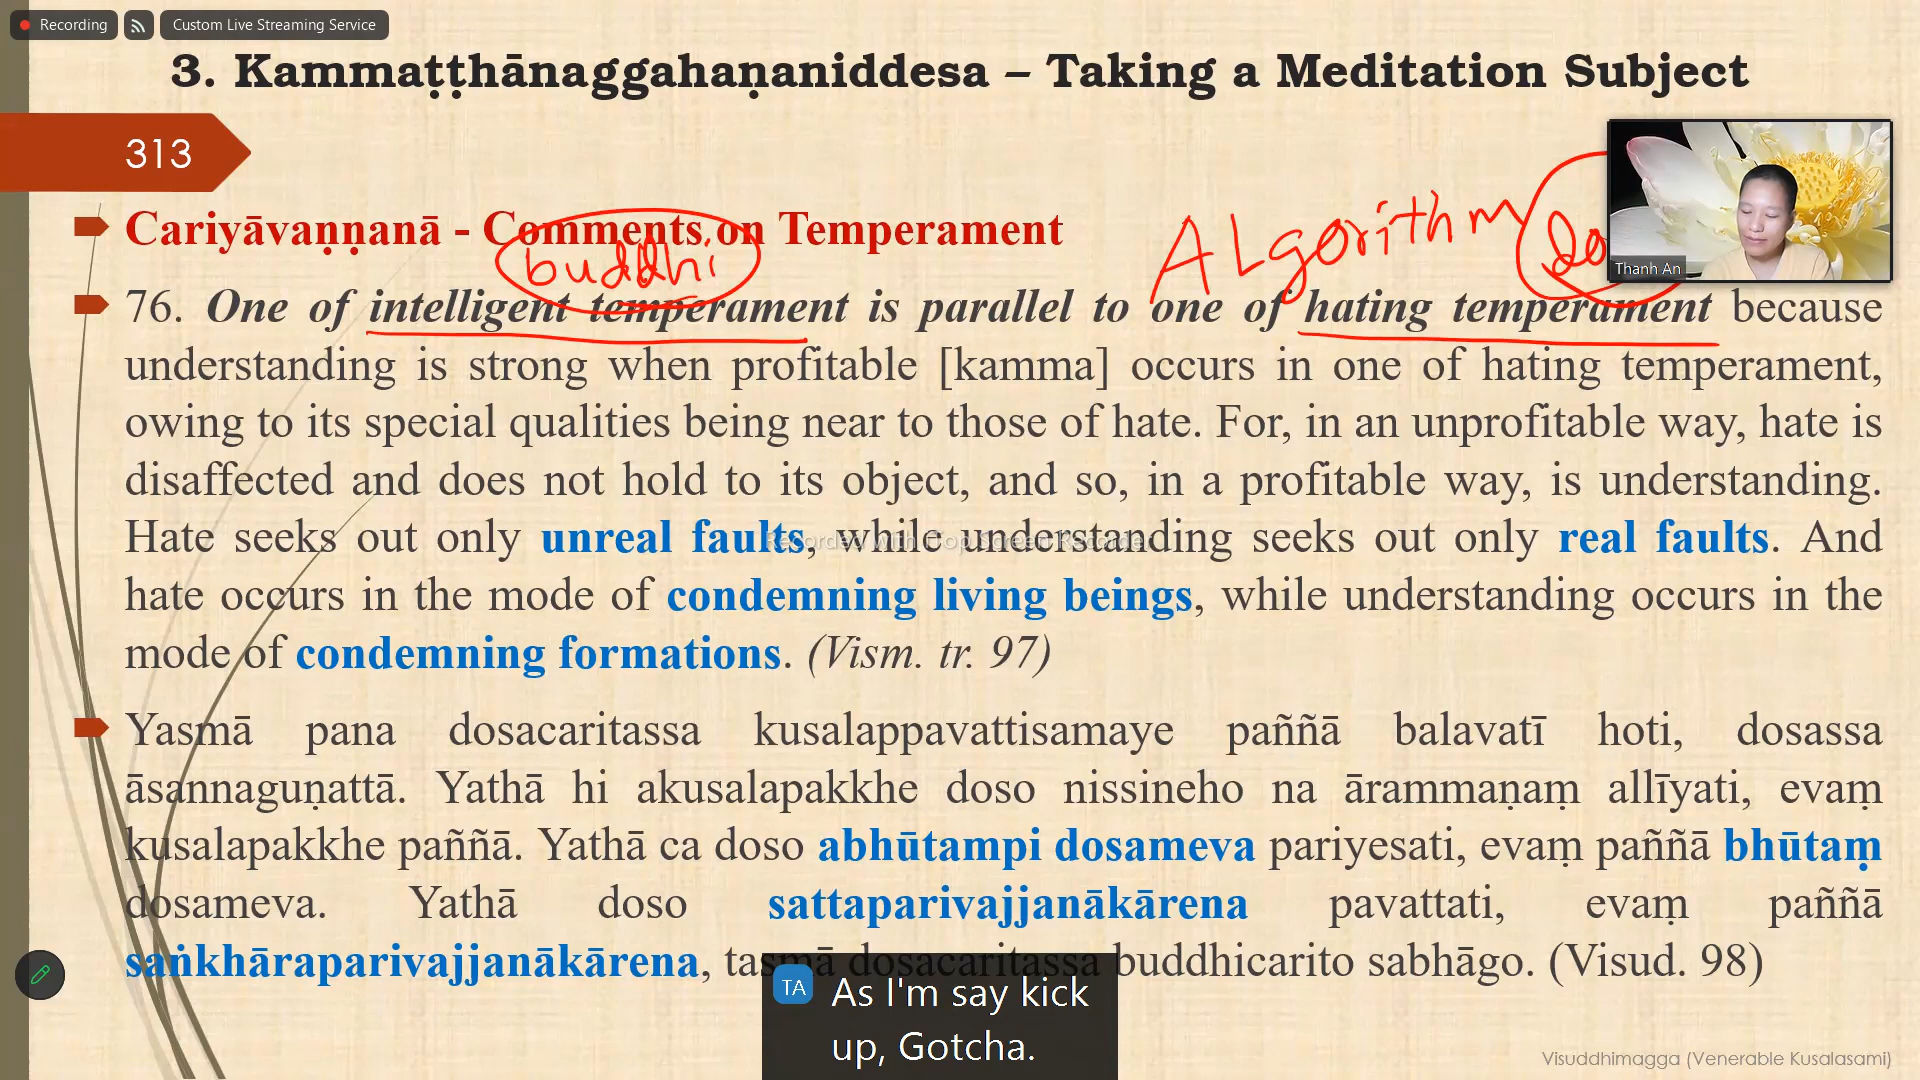 Recording
Custom Live Streaming Service
3. Kammaṭṭhānaggahaṇaniddesa – Taking a Meditation Subject
313
Thanh An
Cariyāvaṇṇanā - Comments on Temperament
buddhi
ALgorithm
76. One of intelligent temperament is parallel to one of hating temperament because
understanding is strong when profitable [kamma] occurs in one of hating temperament,
owing to its special qualities being near to those of hate. For, in an unprofitable way, hate is
disaffected and does not hold to its object, and so, in a profitable way, is understanding.
Hate seeks out only unreal faults, while understanding seeks out only real faults. And
Recorded with iTop Screen Recorder
hate occurs in the mode of condemning living beings, while understanding occurs in the
mode of condemning formations. (Vism. tr. 97)
Yasmā pana dosacaritassa kusalappavattisamaye paññā balavatī hoti, dosassa
āsannaguṇattā. Yathā hi akusalapakkhe doso nissineho na ārammaṇaṃ allīyati, evaṃ
kusalapakkhe paññā. Yathā ca doso abhūtampi dosameva pariyesati, evaṃ paññā bhūtaṃ
dosameva. Yathā doso sattaparivajjanākārena pavattati, evaṃ paññā
saṅkhāraparivajjanākārena, tasmā dosacaritassa buddhicarito sabhāgo. (Visud. 98)
TA
As I'm say kick
up, Gotcha.
Visuddhimagga (Venerable Kusalasami)